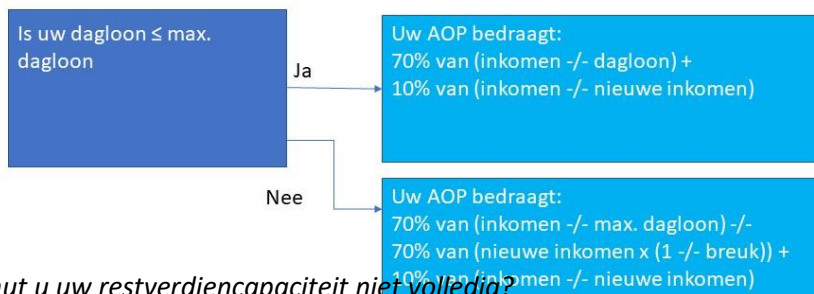 Is uw dagloon ≤ max.
dagloon
Ja
Uw AOP bedraagt:
70% van (inkomen -/- dagloon) +
10% van (inkomen -/- nieuwe inkomen)
Nee
Uw AOP bedraagt:
70% van (inkomen -/- max. dagloon) -/-
70% van (nieuwe inkomen x (1 -/- breuk)) +
10% van (inkomen -/- nieuwe inkomen)
u uw restverdiencapaciteit niet volledig?